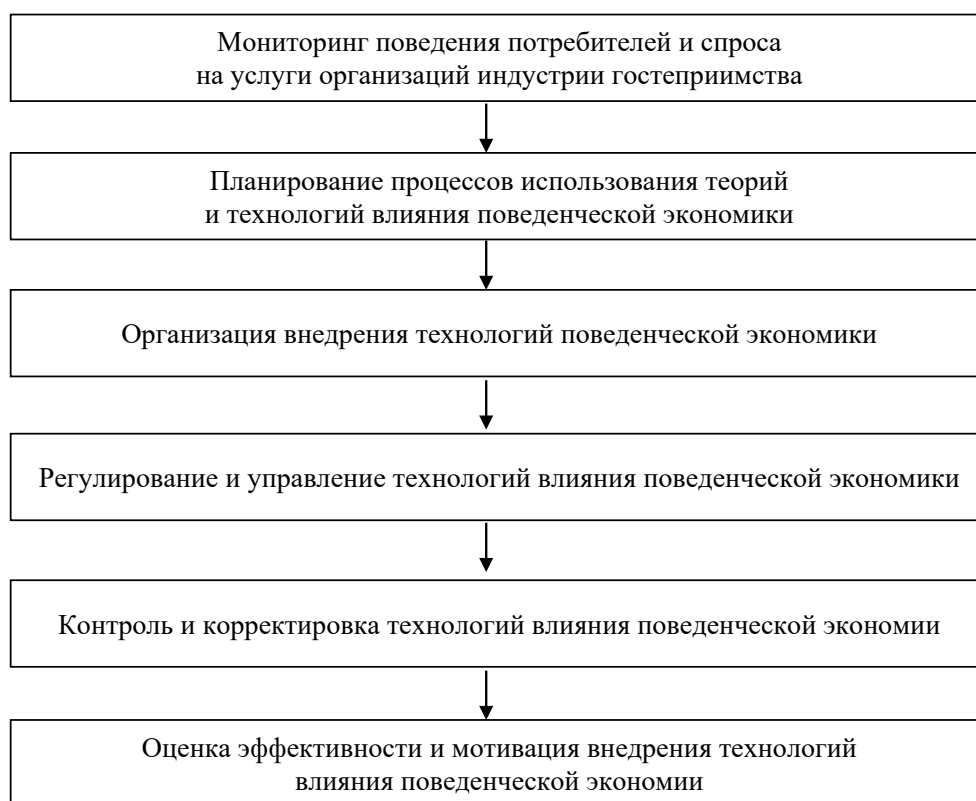 Мониторинг поведения потребителей и спроса
на услуги организаций индустрии гостеприимства
Планирование процессов использования теорий
и технологий влияния поведенческой экономики
Организация внедрения технологий поведенческой экономики
Регулирование и управление технологий влияния поведенческой экономики
Контроль и корректировка технологий влияния поведенческой экономии
Оценка эффективности и мотивация внедрения технологий
влияния поведенческой экономии